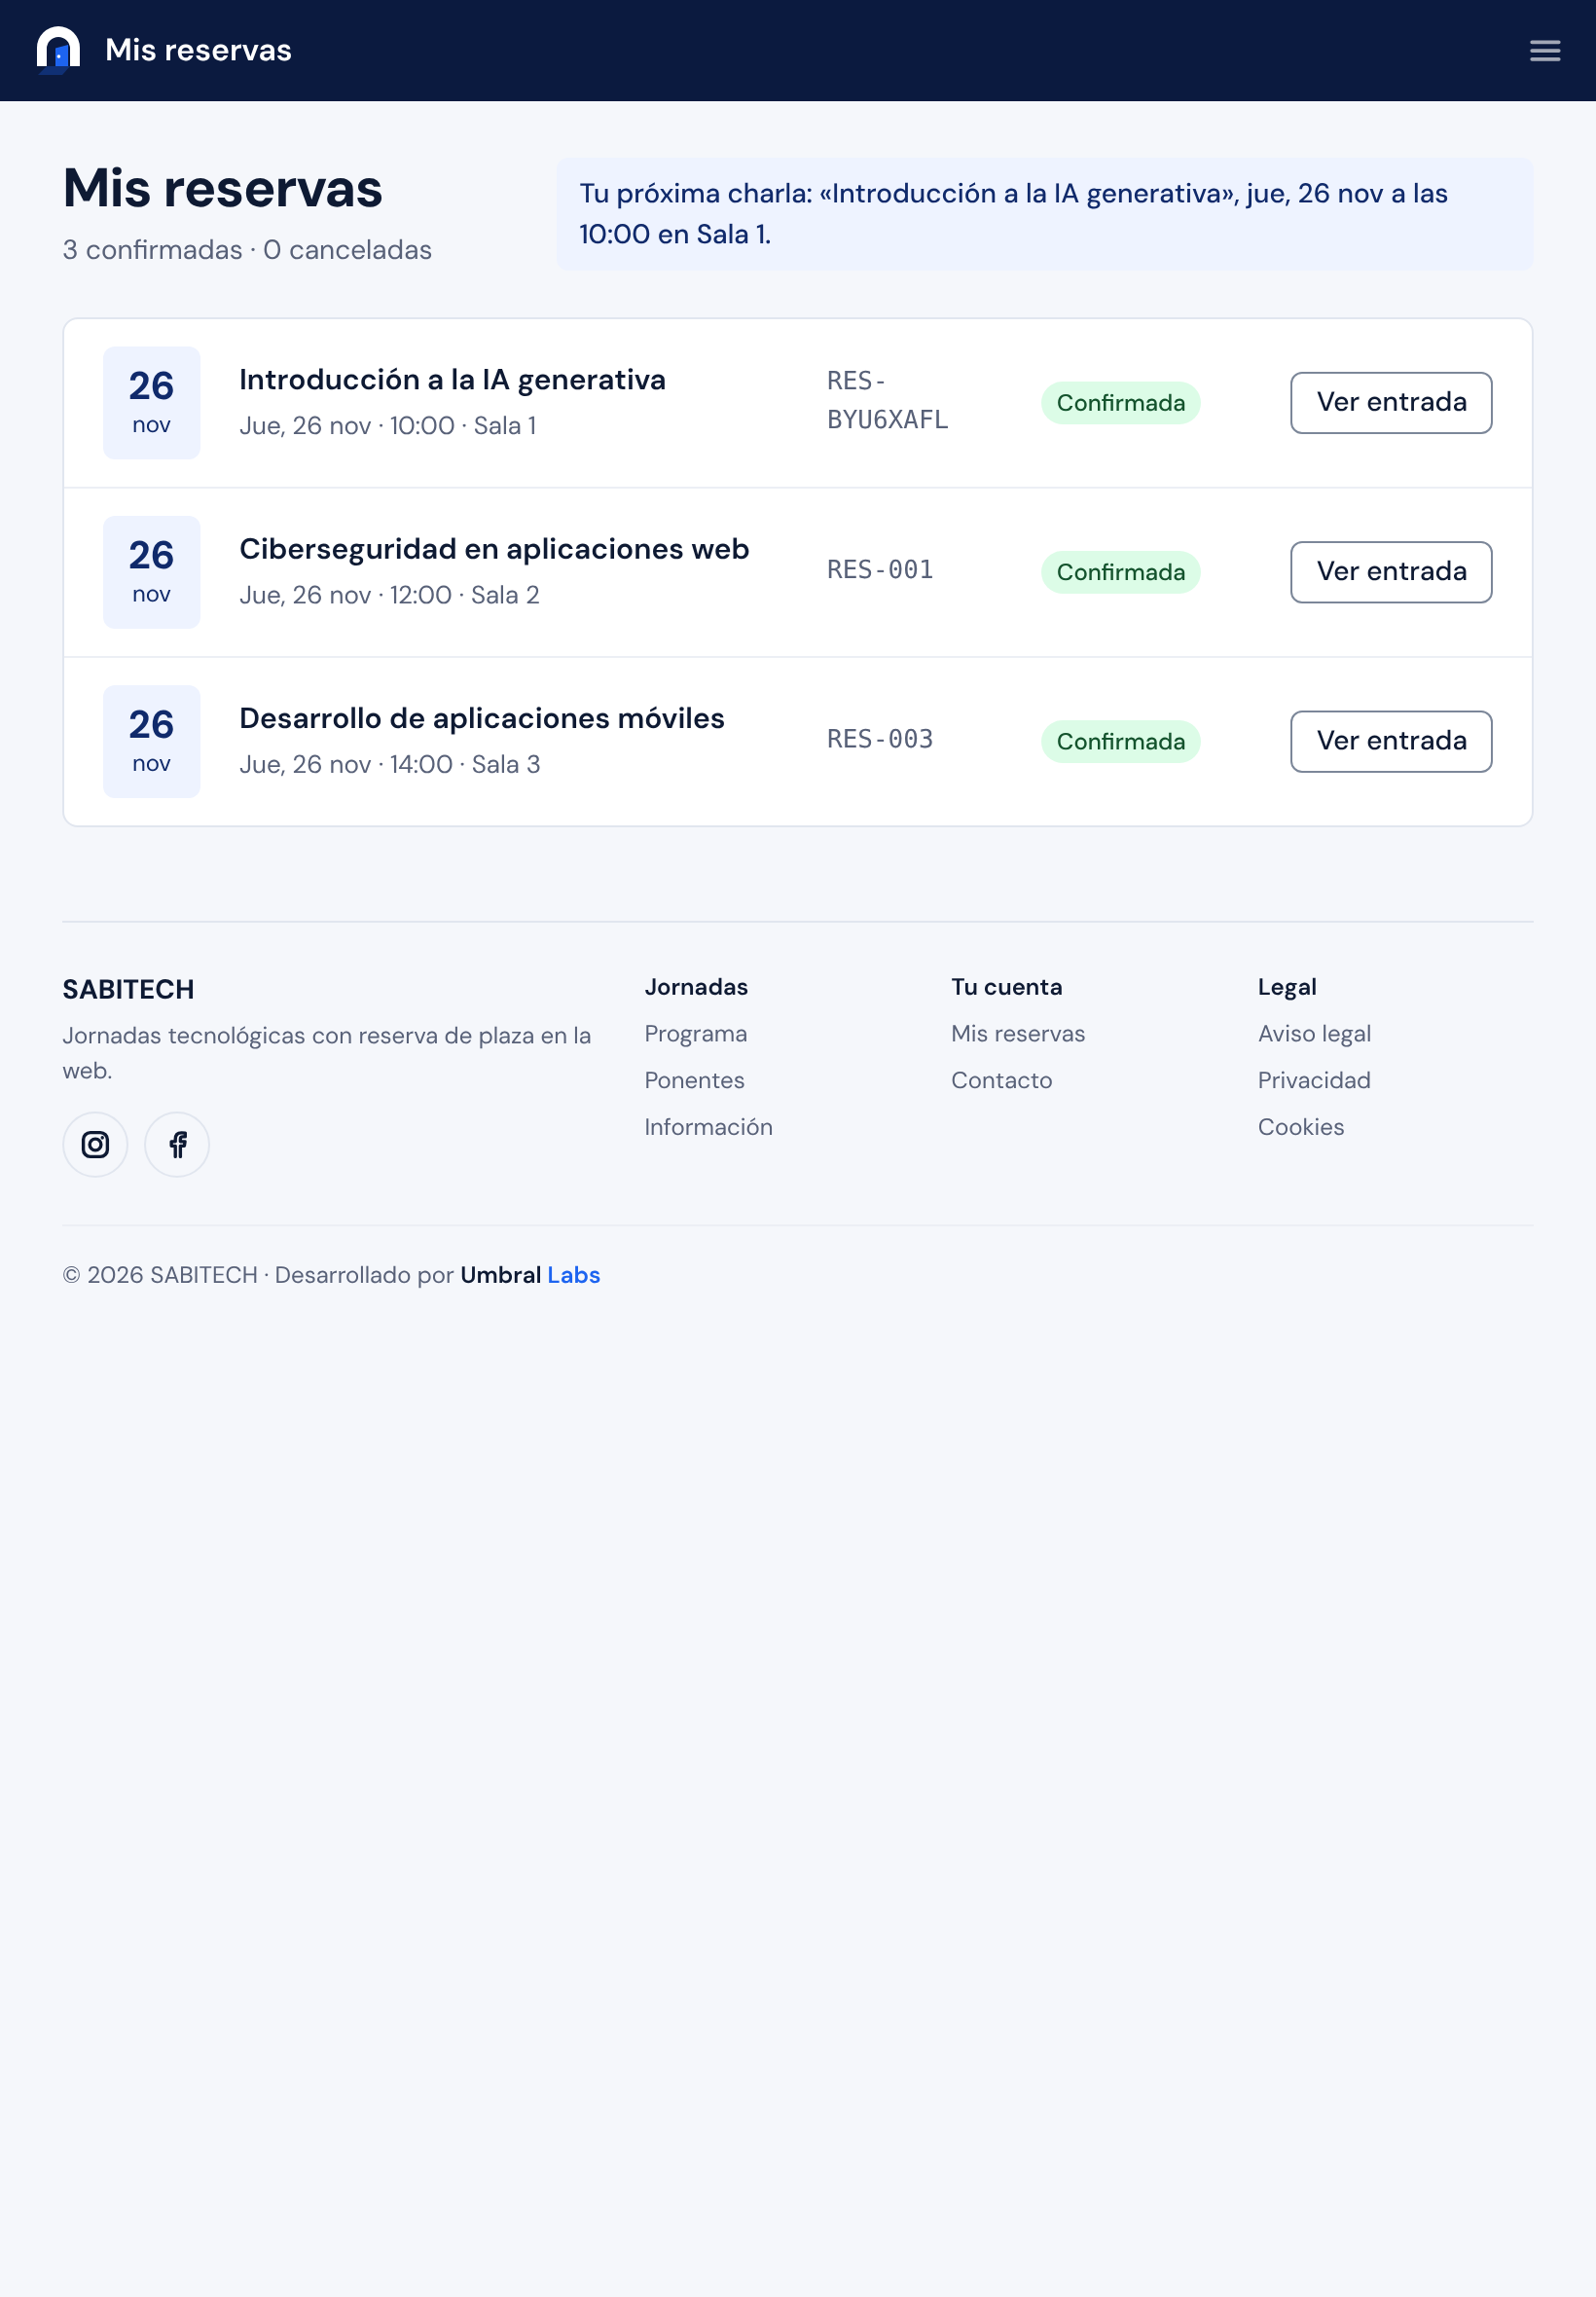 Mis reservas
Mis reservas
3 confirmadas · 0 canceladas
Tu próxima charla: «Introducción a la IA generativa», jue, 26 nov a las
10:00 en Sala 1.
26
nov
Introducción a la IA generativa
Jue, 26 nov · 10:00 · Sala 1
RES-
BYU6XAFL
Confirmada
Ver entrada
26
nov
Ciberseguridad en aplicaciones web
Jue, 26 nov · 12:00 · Sala 2
RES-001
Confirmada
Ver entrada
26
nov
Desarrollo de aplicaciones móviles
Jue, 26 nov · 14:00 · Sala 3
RES-003
Confirmada
Ver entrada
SABITECH
Jornadas tecnológicas con reserva de plaza en la
web.
Jornadas
Programa
Ponentes
Información
Tu cuenta
Mis reservas
Contacto
Legal
Aviso legal
Privacidad
Cookies
© 2026 SABITECH · Desarrollado por Umbral Labs